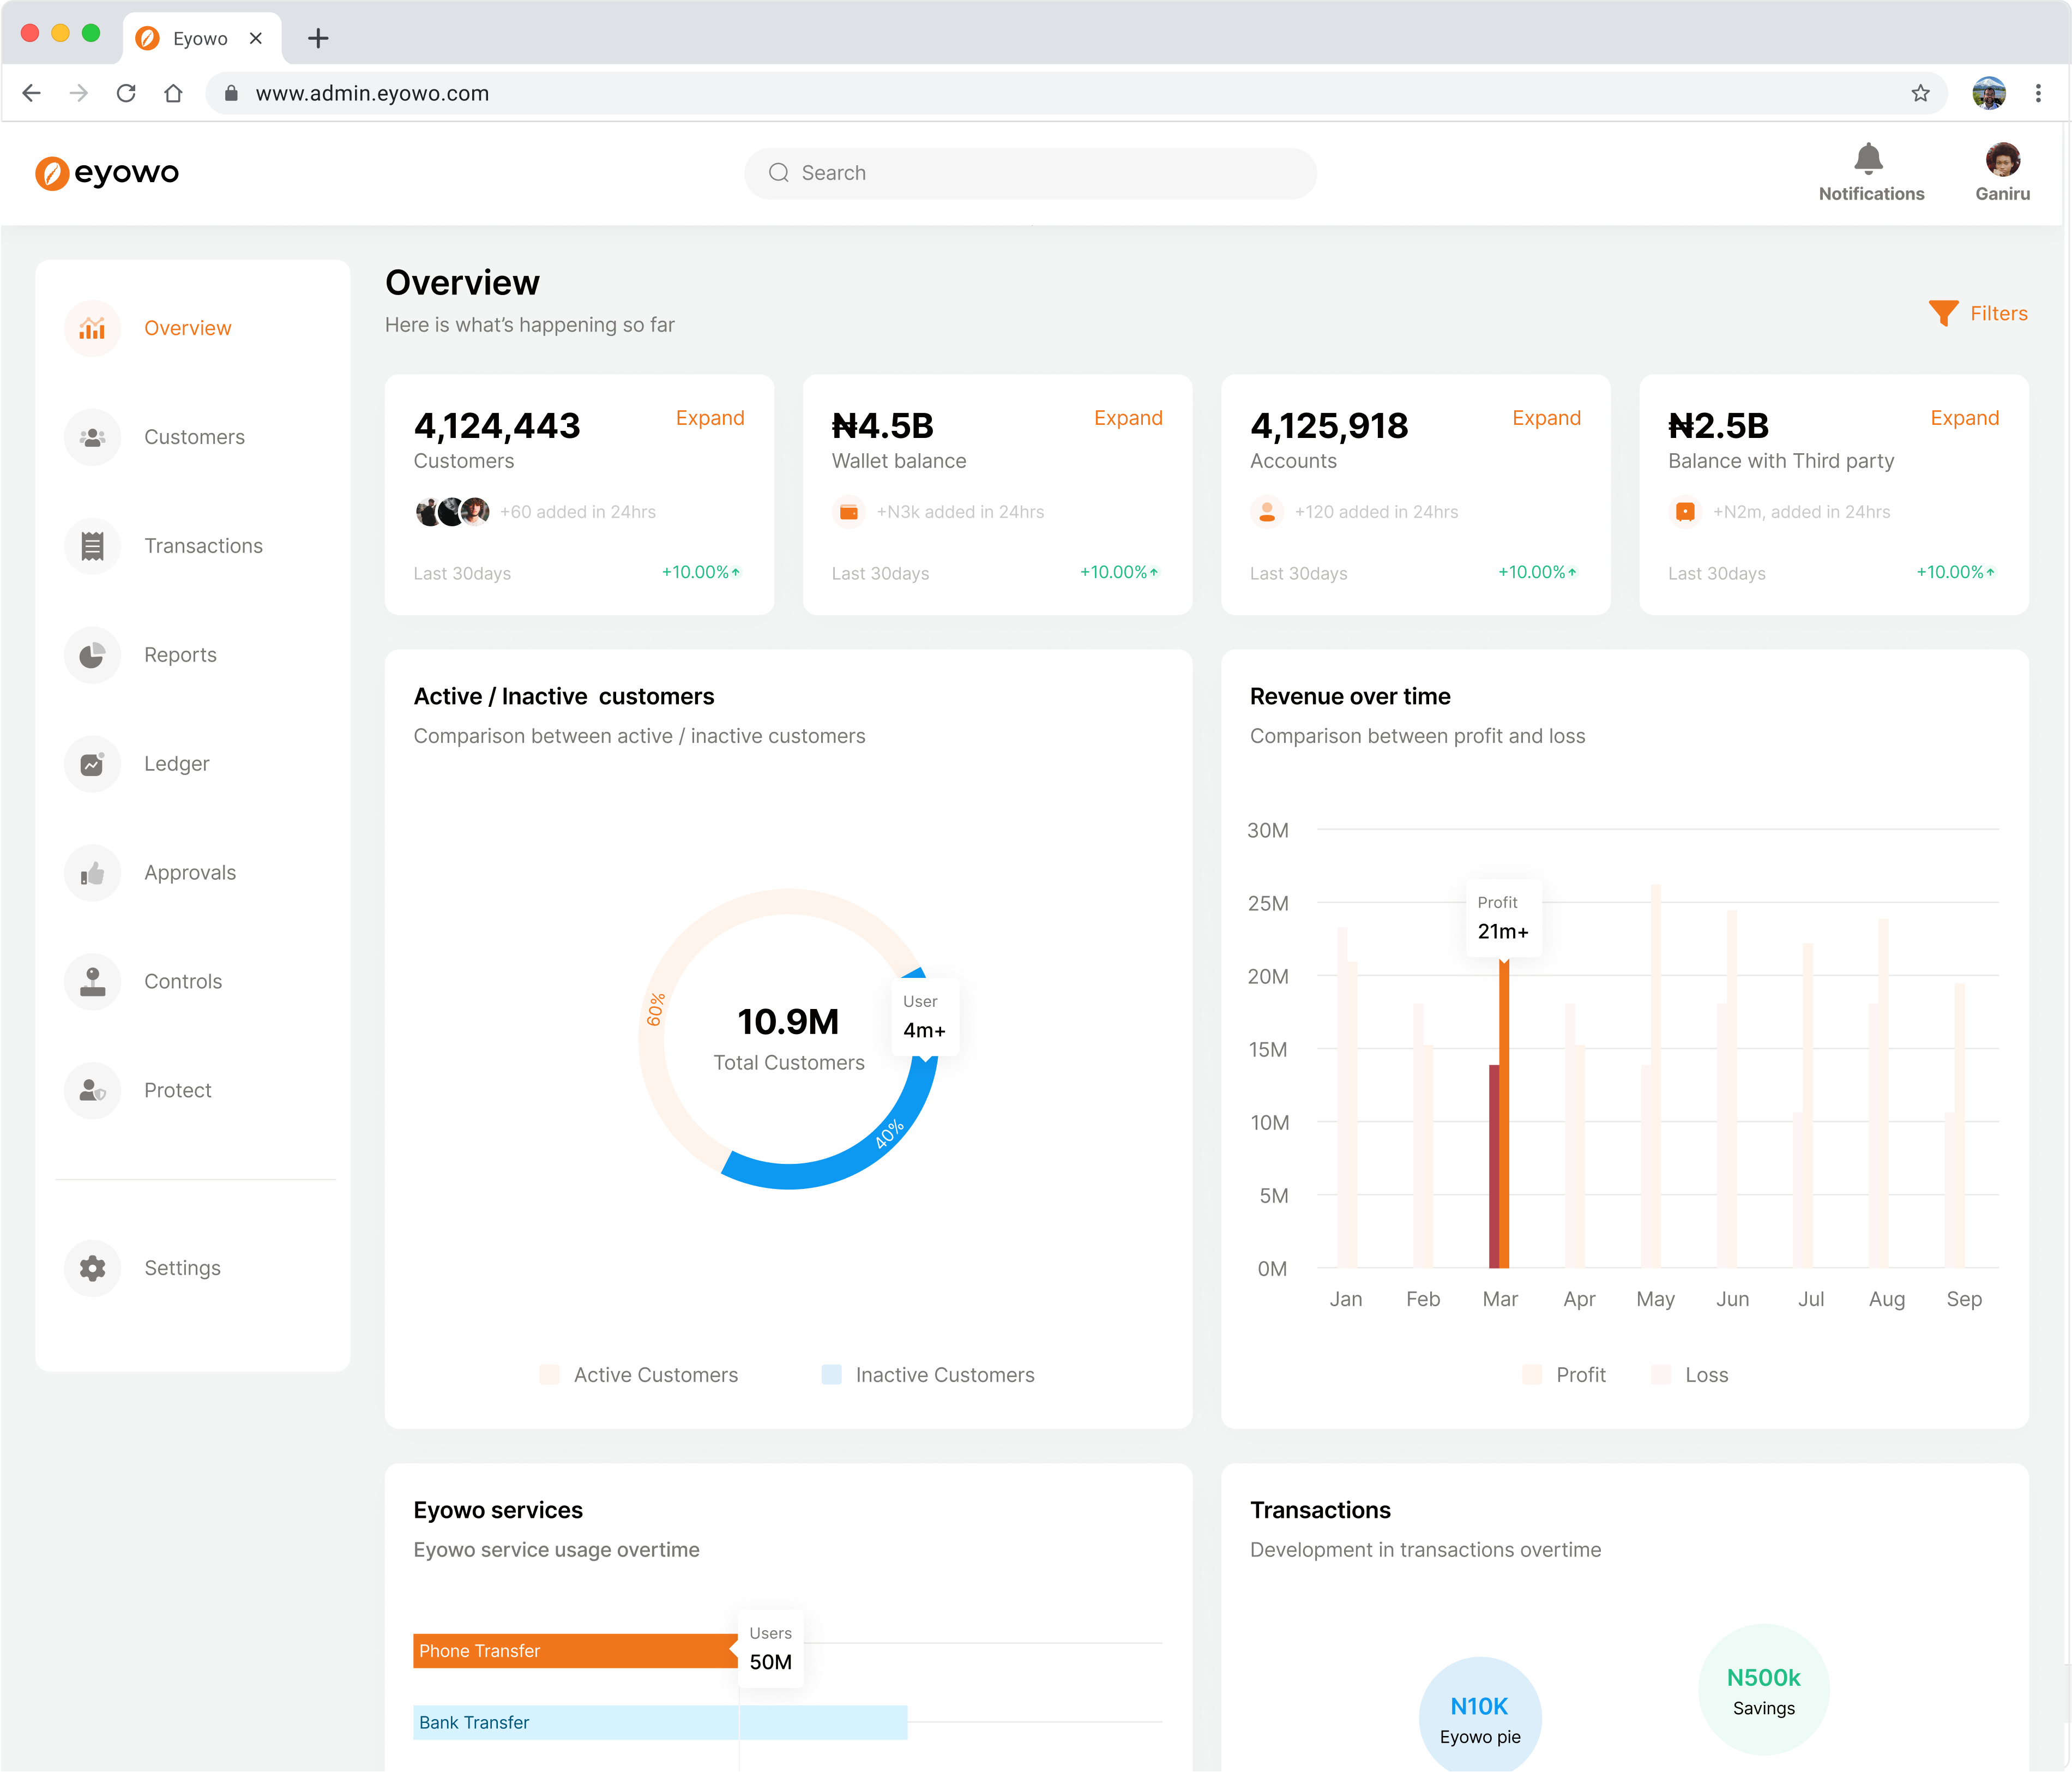 Eyowo
www.admin.eyowo.com
eyowo
Search
Notifications
Ganiru
Overview
Customers
Transactions
Reports
Ledger
Approvals
Controls
Protect
Settings
Overview
Here is what’s happening so far
Filters
4,124,443
Expand
Customers
+60 added in 24hrs
Last 30days
+10.00%
₦4.5B
Expand
Wallet balance
+N3k added in 24hrs
Last 30days
+10.00%
4,125,918
Expand
Accounts
+120 added in 24hrs
Last 30days
+10.00%
₦2.5B
Expand
Balance with Third party
+N2m, added in 24hrs
Last 30days
+10.00%
Active / Inactive  customers
Comparison between active / inactive customers
60%
10.9M
Total Customers
User
4m+
40%
Active Customers
Inactive Customers
Revenue over time
Comparison between profit and loss
30M
25M
20M
15M
10M
5M
0M
Profit
21m+
Jan
Feb
Mar
Apr
May
Jun
Jul
Aug
Sep
Profit
Loss
Eyowo services
Eyowo service usage overtime
Phone Transfer
Users
50M
Bank Transfer
Transactions
Development in transactions overtime
N10K
Eyowo pie
N500k
Savings